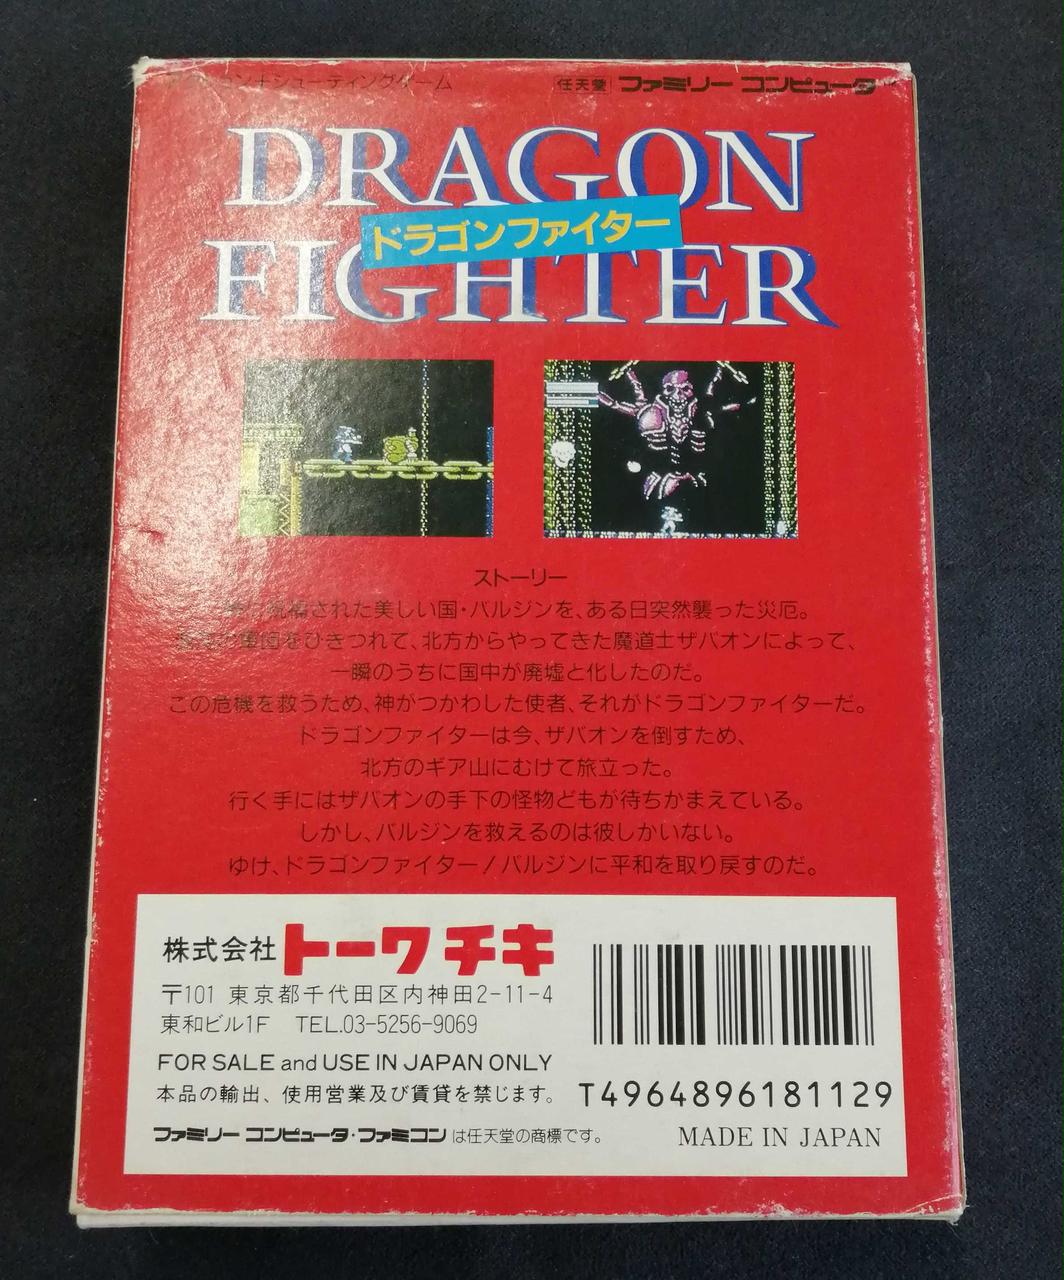 シューティングゲーム
任天堂 ファミリー コンピュータ
DRAGON
ドラゴンファイター
FIGHTER
ストーリー
祝福された美しい国・バルジンを、ある日突然襲った災厄。
軍団をひきつれて、北方からやってきた魔道士ザバオンによって、
一瞬のうちに国中が廃墟と化したのだ。
この危機を救うため、神がつかわした使者、それがドラゴンファイターだ。
ドラゴンファイターは今、ザバオンを倒すため、
北方のギア山にむけて旅立った。
行く手にはザバオンの手下の怪物どもが待ちかまえている。
しかし、バルジンを救えるのは彼しかいない。
ゆけ、ドラゴンファイター!バルジンに平和を取り戻すのだ。
株式会社 トーワチキ
〒101 東京都千代田区内神田2-11-4
東和ビル1F TEL.03-5256-9069
FOR SALE and USE IN JAPAN ONLY
本品の輸出、使用営業及び賃貸を禁じます。
ファミリー コンピュータ・ファミコン は任天堂の商標です。
T4964896181129
MADE IN JAPAN